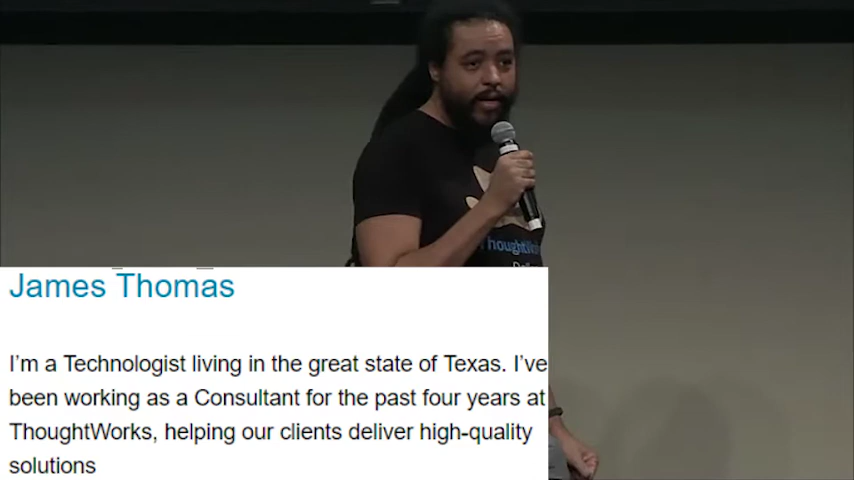 ThoughtWo
James Thomas
I'm a Technologist living in the great state of Texas. I've
been working as a Consultant for the past four years at
ThoughtWorks, helping our clients deliver high-quality
solutions